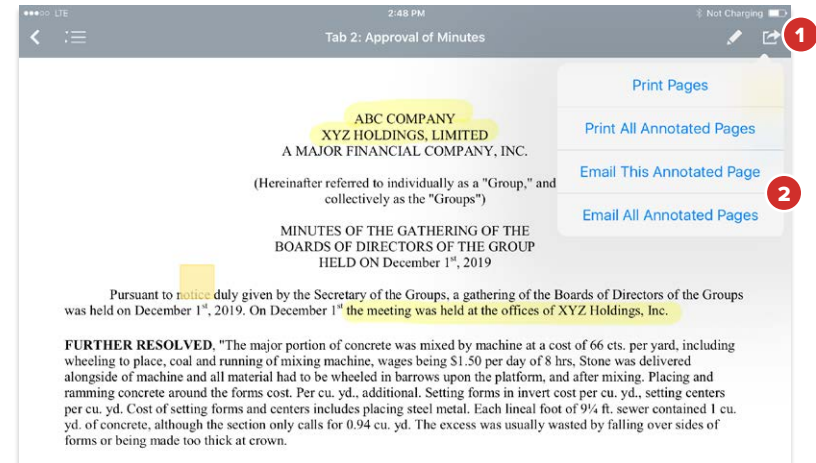 LTE
2:48 PM
Not Charging
Tab 2: Approval of Minutes
1
Print Pages
Print All Annotated Pages
Email This Annotated Page
2
Email All Annotated Pages
ABC COMPANY
XYZ HOLDINGS, LIMITED
A MAJOR FINANCIAL COMPANY, INC.
(Hereinafter referred to individually as a "Group," and
collectively as the "Groups")
MINUTES OF THE GATHERING OF THE
BOARDS OF DIRECTORS OF THE GROUP
HELD ON December 1st, 2019
Pursuant to notice duly given by the Secretary of the Groups, a gathering of the Boards of Directors of the Groups
was held on December 1st, 2019. On December 1st the meeting was held at the offices of XYZ Holdings, Inc.
FURTHER RESOLVED, "The major portion of concrete was mixed by machine at a cost of 66 cts. per yard, including
wheeling to place, coal and running of mixing machine, wages being $1.50 per day of 8 hrs, Stone was delivered
alongside of machine and all material had to be wheeled in barrows upon the platform, and after mixing. Placing and
ramming concrete around the forms cost. Per cu. yd., additional. Setting forms in invert cost per cu. yd., setting centers
per cu. yd. Cost of setting forms and centers includes placing steel metal. Each lineal foot of 9¼ ft. sewer contained 1 cu.
yd. of concrete, although the section only calls for 0.94 cu. yd. The excess was usually wasted by falling over sides of
forms or being made too thick at crown.